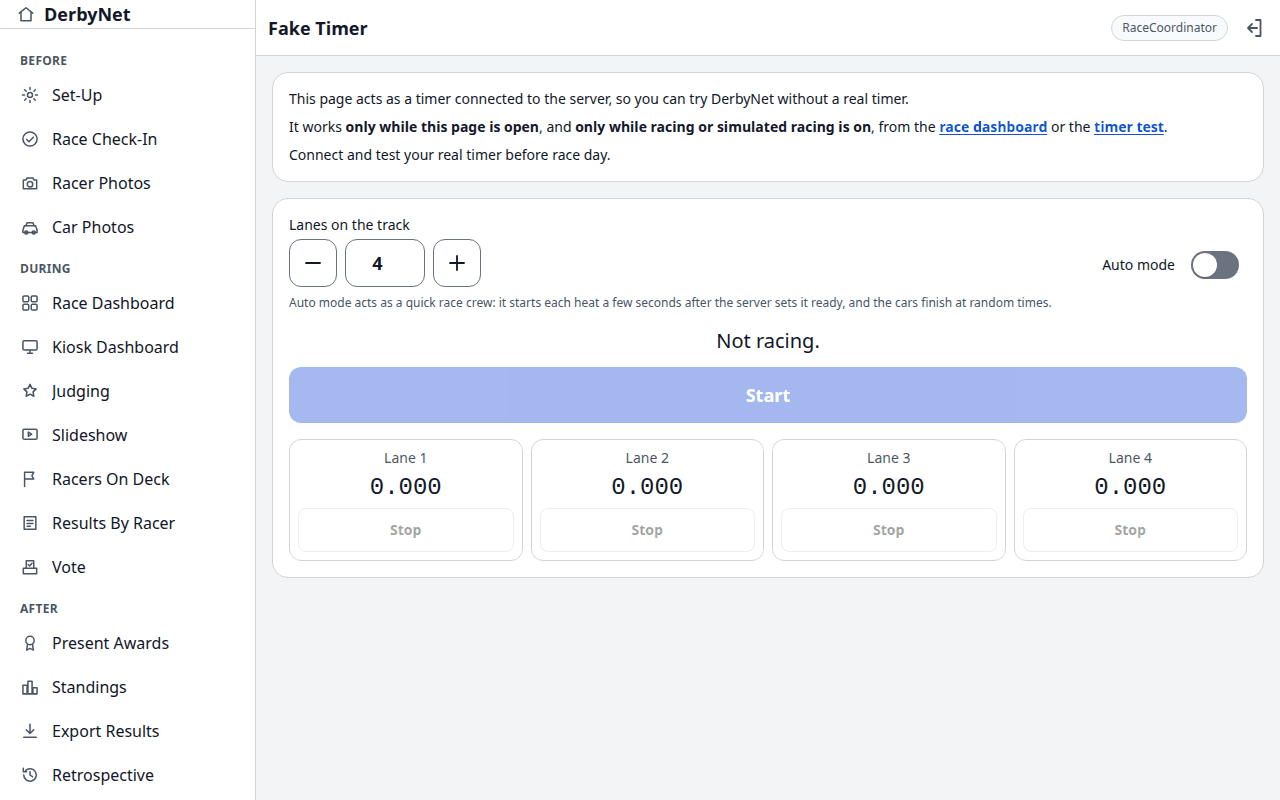 DerbyNet
BEFORE
Set-Up
Race Check-In
Racer Photos
Car Photos
DURING
Race Dashboard
Kiosk Dashboard
Judging
Slideshow
Racers On Deck
Results By Racer
Vote
AFTER
Present Awards
Standings
Export Results
Retrospective
Fake Timer
RaceCoordinator
This page acts as a timer connected to the server, so you can try DerbyNet without a real timer.
It works only while this page is open, and only while racing or simulated racing is on, from the race dashboard or the timer test.
Connect and test your real timer before race day.
Lanes on the track
4
Auto mode
Auto mode acts as a quick race crew: it starts each heat a few seconds after the server sets it ready, and the cars finish at random times.
Not racing.
Start
Lane 1 Lane 2 Lane 3 Lane 4
0.000 0.000 0.000 0.000
Stop Stop Stop Stop